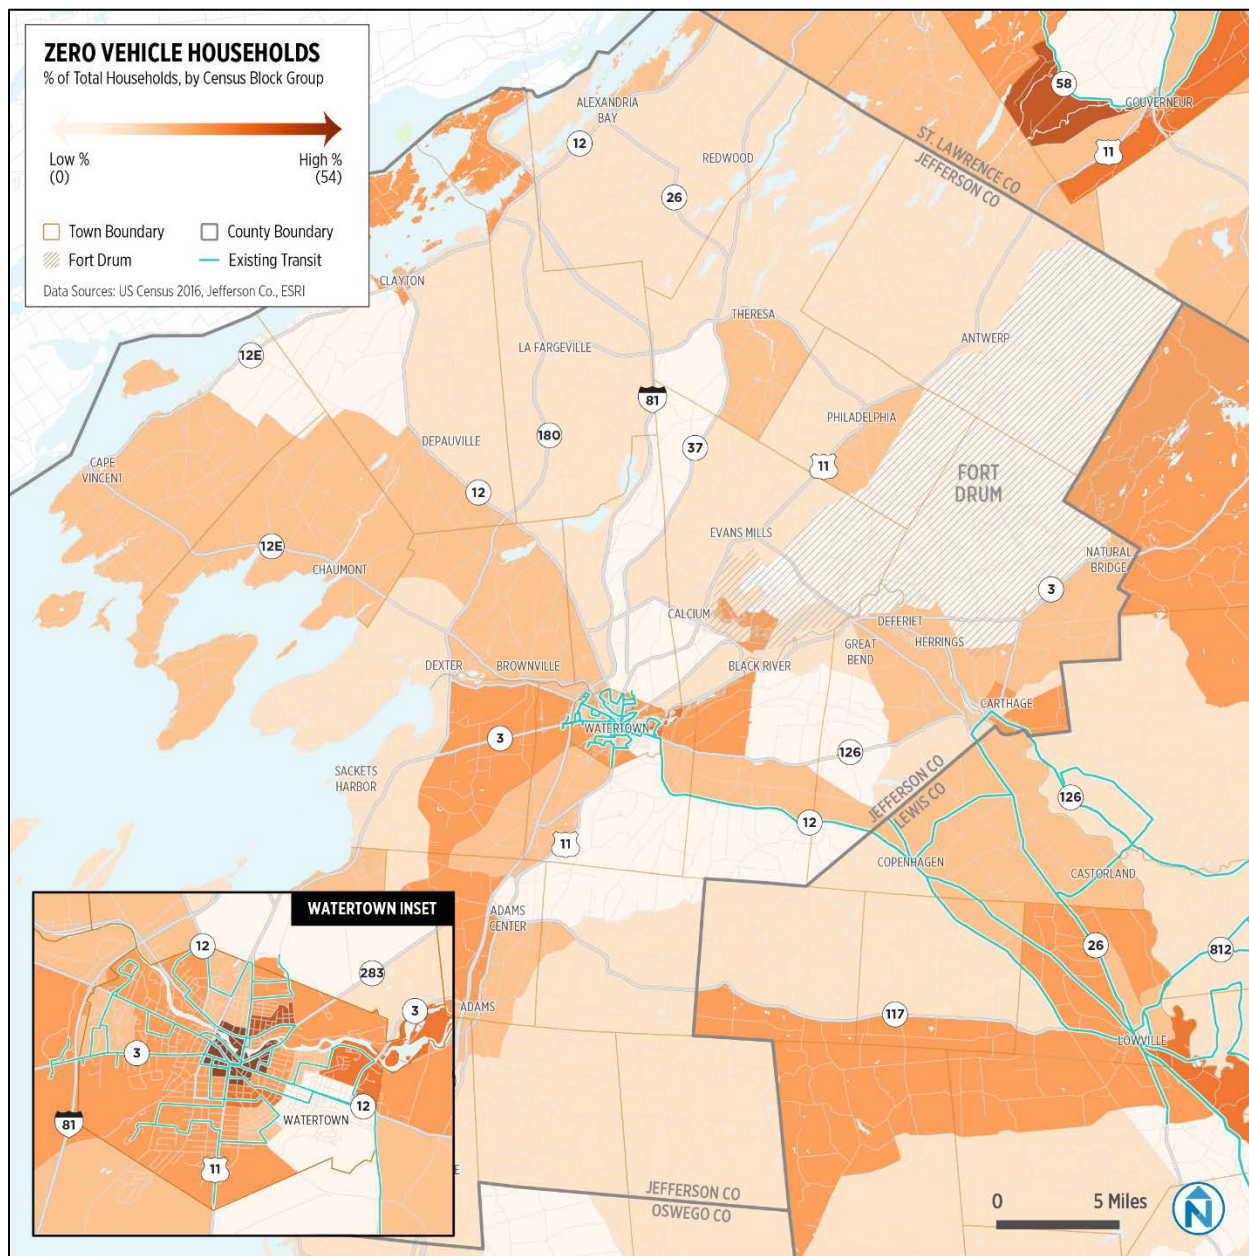 ZERO VEHICLE HOUSEHOLDS
% of Total Households, by Census Block Group
Low %
(0)
High %
(54)
Town Boundary
County Boundary
Fort Drum
Existing Transit
Data Sources: US Census 2016, Jefferson Co., ESRI
58
GOUVERNEUR
ALEXANDRIA
BAY
12
11
ST. LAWRENCE CO
JEFFERSON CO
REDWOOD
26
CLAYTON
THERESA
ANTWERP
LA FARGEVILLE
12E
81
PHILADELPHIA
180
DEPAUVILLE
37
11
CAPE
VINCENT
FORT
DRUM
12
EVANS MILLS
12E
NATURAL
BRIDGE
CHAUMONT
3
CALCIUM
DEFERIET
GREAT
BEND
HERRINGS
DEXTER
BROWNVILLE
BLACK RIVER
CARTHAGE
WATERTOWN
3
126
SACKETS
HARBOR
JEFFERSON CO
LEWIS CO
126
12
11
COPENHAGEN
CASTORLAND
WATERTOWN INSET
ADAMS
CENTER
26
812
12
283
ADAMS
3
117
LOWVILLE
3
12
81
WATERTOWN
11
E
JEFFERSON CO
OSWEGO CO
0
5 Miles
N